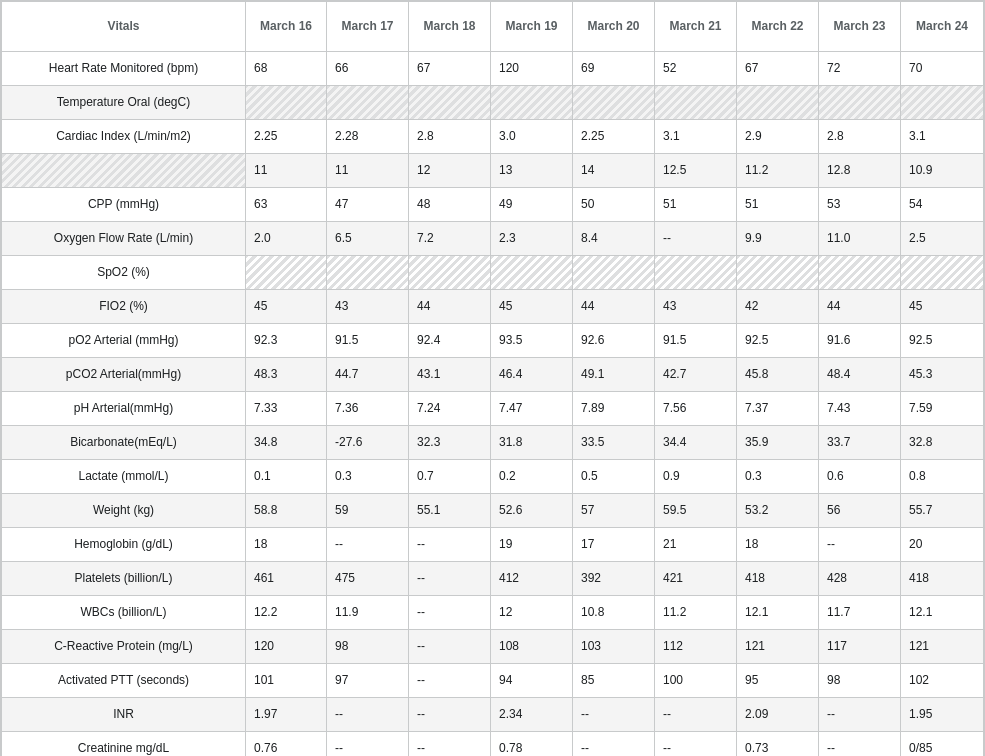 Vitals March 16 March 17 March 18 March 19 March 20 March 21 March 22 March 23 March 24
Heart Rate Monitored (bpm) 68 66 67 120 69 52 67 72 70
Temperature Oral (degC)
Cardiac Index (L/min/m2) 2.25 2.28 2.8 3.0 2.25 3.1 2.9 2.8 3.1
11 11 12 13 14 12.5 11.2 12.8 10.9
CPP (mmHg) 63 47 48 49 50 51 51 53 54
Oxygen Flow Rate (L/min) 2.0 6.5 7.2 2.3 8.4 -- 9.9 11.0 2.5
SpO2 (%)
FIO2 (%) 45 43 44 45 44 43 42 44 45
pO2 Arterial (mmHg) 92.3 91.5 92.4 93.5 92.6 91.5 92.5 91.6 92.5
pCO2 Arterial(mmHg) 48.3 44.7 43.1 46.4 49.1 42.7 45.8 48.4 45.3
pH Arterial(mmHg) 7.33 7.36 7.24 7.47 7.89 7.56 7.37 7.43 7.59
Bicarbonate(mEq/L) 34.8 -27.6 32.3 31.8 33.5 34.4 35.9 33.7 32.8
Lactate (mmol/L) 0.1 0.3 0.7 0.2 0.5 0.9 0.3 0.6 0.8
Weight (kg) 58.8 59 55.1 52.6 57 59.5 53.2 56 55.7
Hemoglobin (g/dL) 18 -- -- 19 17 21 18 -- 20
Platelets (billion/L) 461 475 -- 412 392 421 418 428 418
WBCs (billion/L) 12.2 11.9 -- 12 10.8 11.2 12.1 11.7 12.1
C-Reactive Protein (mg/L) 120 98 -- 108 103 112 121 117 121
Activated PTT (seconds) 101 97 -- 94 85 100 95 98 102
INR 1.97 -- -- 2.34 -- -- 2.09 -- 1.95
Creatinine mg/dL 0.76 -- -- 0.78 -- -- 0.73 -- 0/85